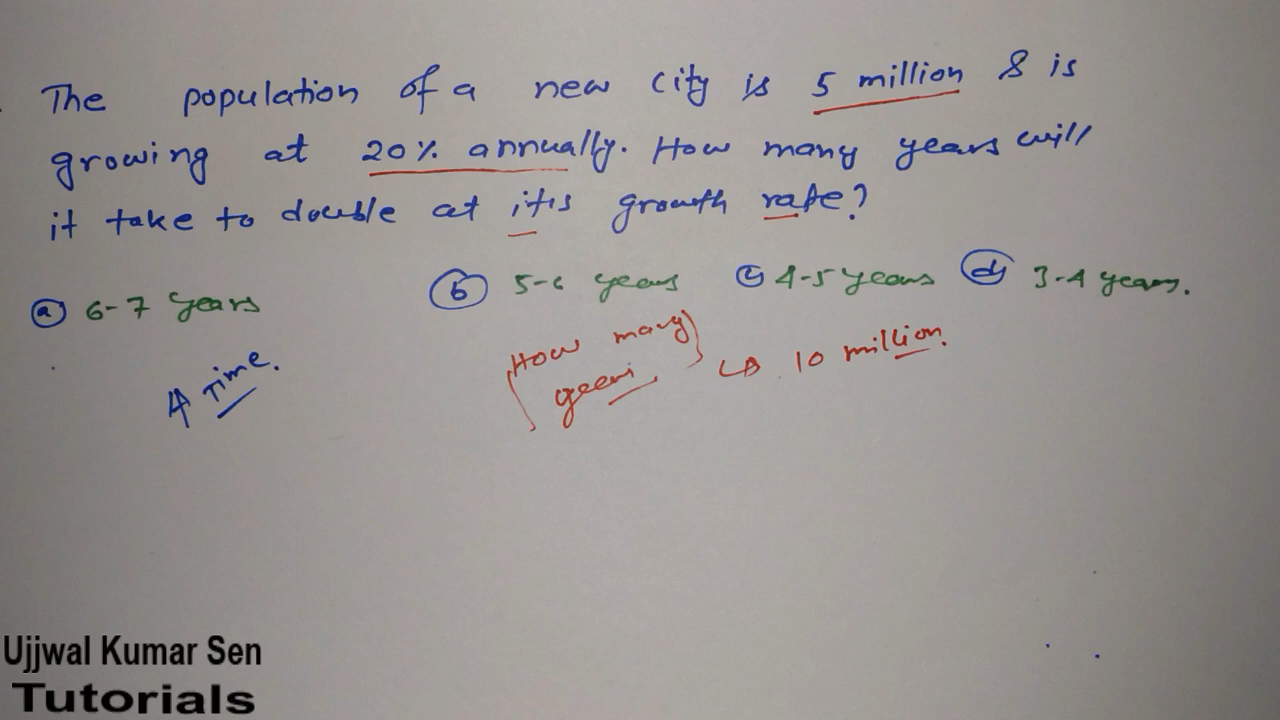 The population of a new city is 5 million & is
growing at 20% annually. How many years will
it take to double at itis growth rate?
ⓐ 6-7 years ⓑ 5-6 years ⓒ 4-5 years ⓓ 3-4 years.
4 Time.
How many
years
↳ 10 million.
Ujjwal Kumar Sen
Tutorials